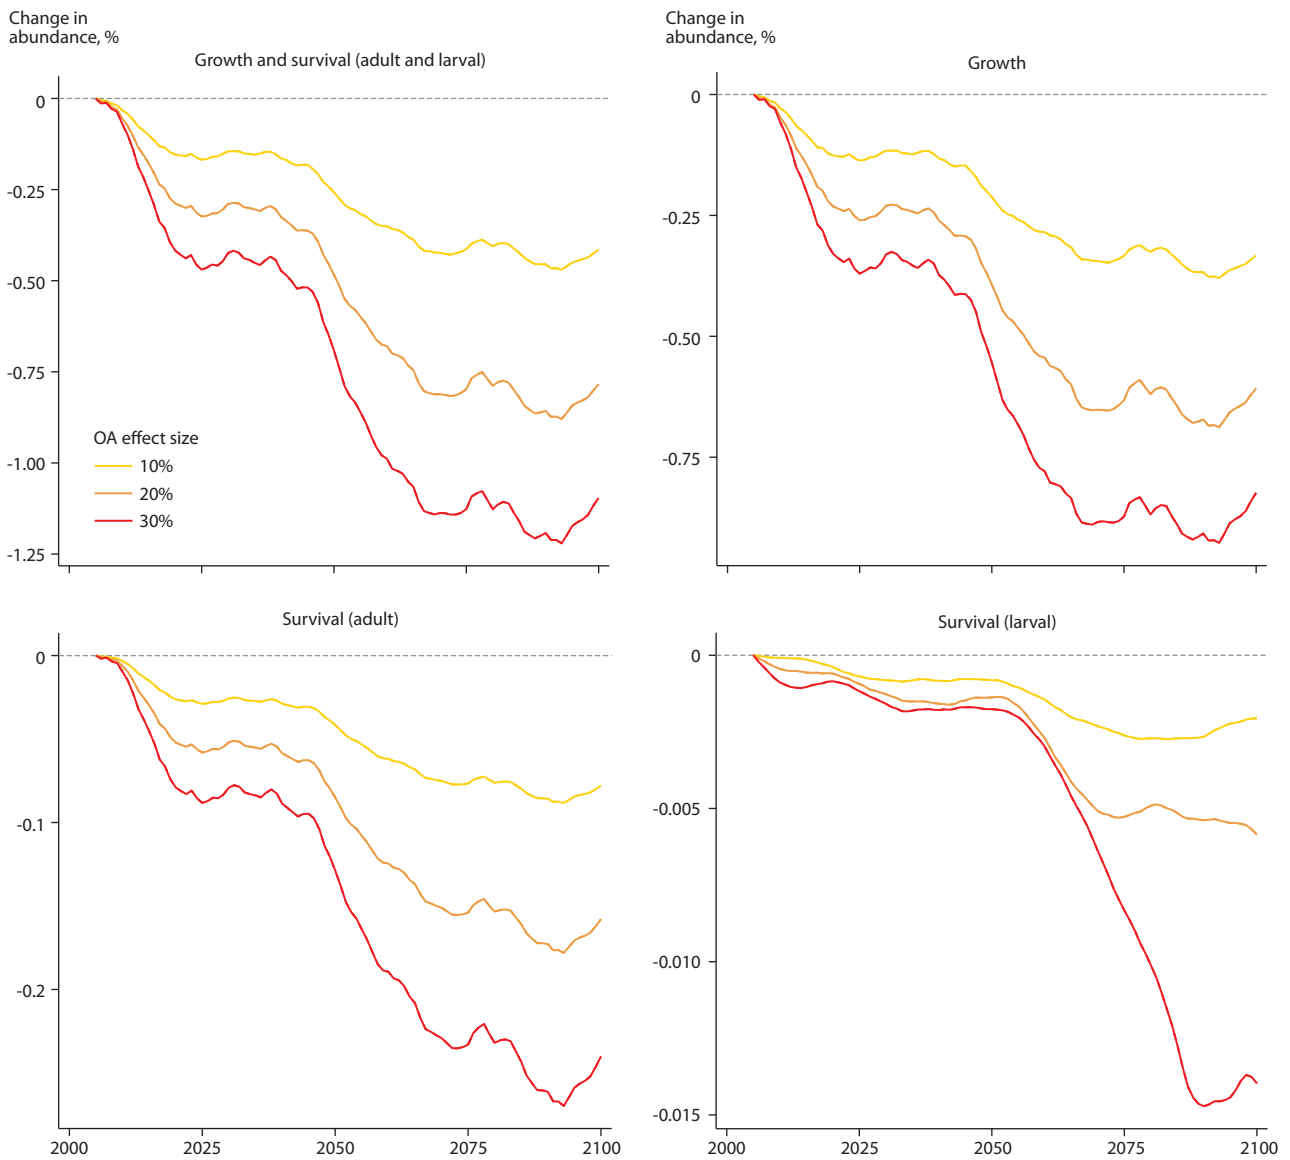 Change in
abundance, %
Growth and survival (adult and larval)
0
-0.25
-0.50
-0.75
-1.00
-1.25
OA effect size
10%
20%
30%
Change in
abundance, %
Growth
0
-0.25
-0.50
-0.75
Survival (adult)
0
-0.1
-0.2
2000 2025 2050 2075 2100
Survival (larval)
0
-0.005
-0.010
-0.015
2000 2025 2050 2075 2100